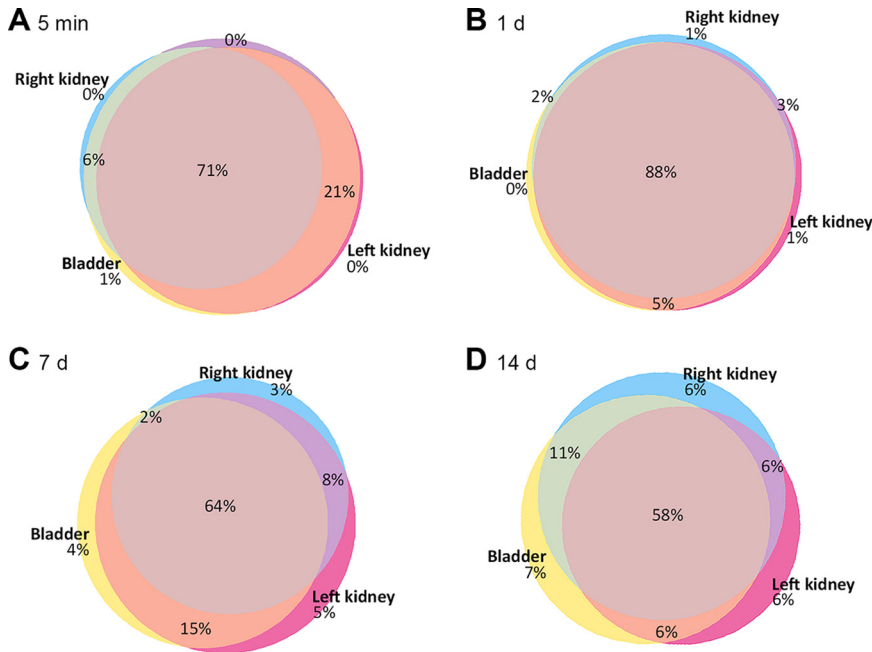 A 5 min
0%
Right kidney
0%
6%
71%
21%
Left kidney
0%
Bladder
1%
B 1 d
Right kidney
1%
2%
3%
Bladder
0%
88%
Left kidney
1%
5%
C 7 d
Right kidney
3%
2%
8%
64%
Bladder
4%
Left kidney
5%
15%
D 14 d
Right kidney
6%
11%
6%
58%
Bladder
7%
Left kidney
6%
6%